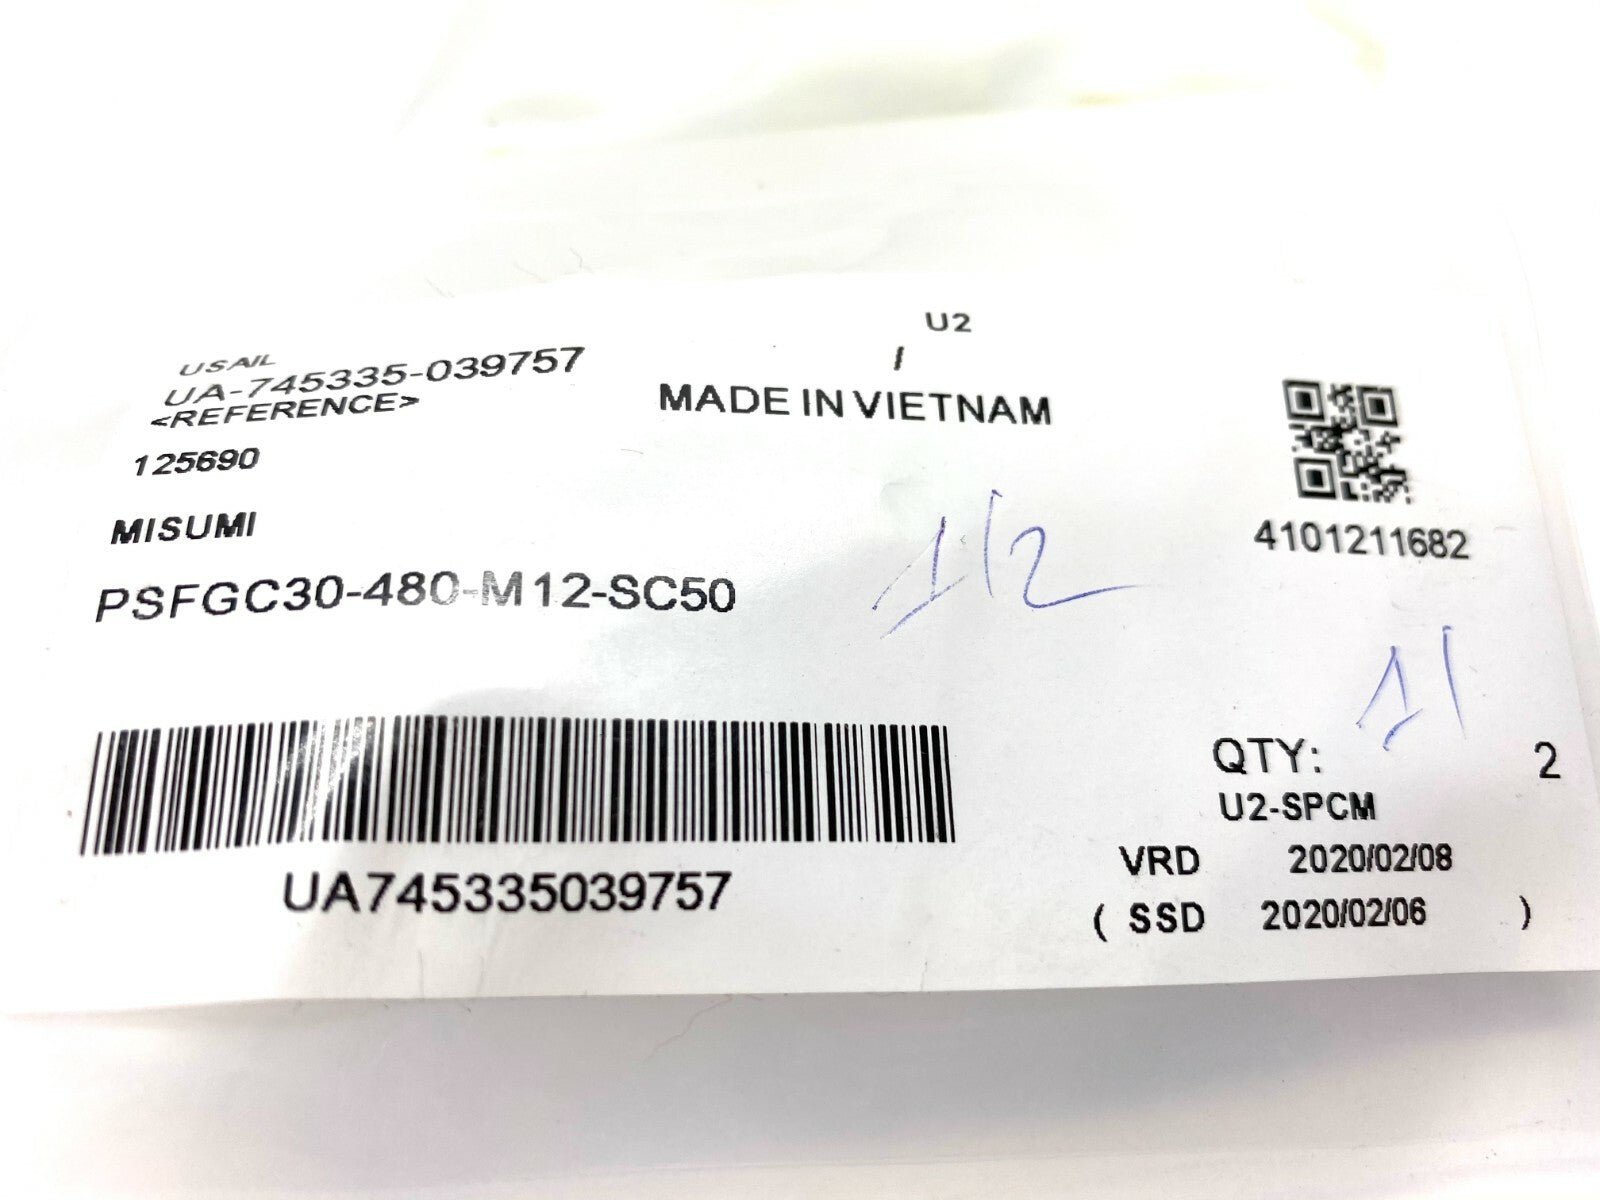 USAIL
UA-745335-039757
<REFERENCE>
125690
MISUMI
PSFGC30-480-M12-SC50
U2
/
MADE IN VIETNAM
4101211682
1/2
1/
QTY: 2
U2-SPCM
VRD 2020/02/08
( SSD 2020/02/06 )
UA745335039757